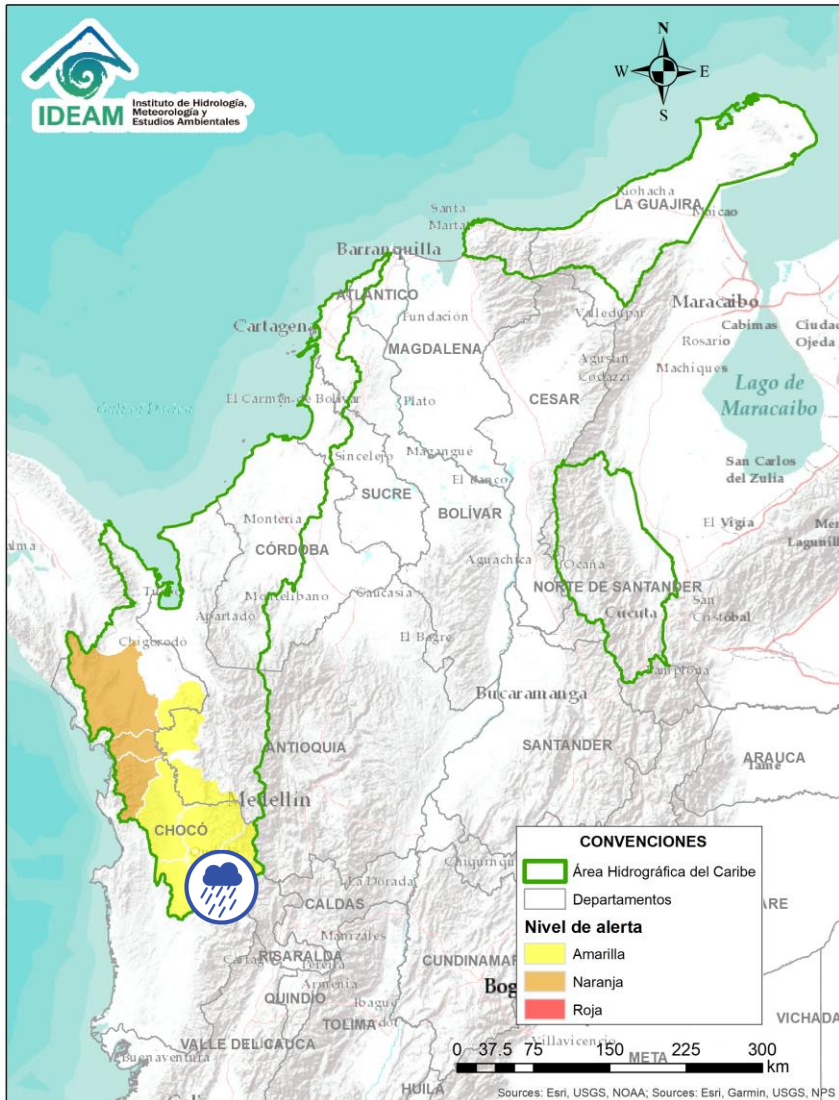 IDEAM
Instituto de Hidrología,
Meteorología y
Estudios Ambientales
N
W
E
S
Riohacha
LA GUAJIRA
Maicao
Santa
Marta
Barranquilla
ATLÁNTICO
Cartagena
Fundación
Valledupar
Maracaibo
Cabimas
Ciudad
Ojeda
MAGDALENA
Rosario
Machiques
Agustín
Codazzi
CESAR
Lago de
Maracaibo
El Carmen de Bolívar
Plato
Sincelejo
Magangué
San Carlos
del Zulia
SUCRE
El Banco
BOLÍVAR
El Vigía
Montería
CÓRDOBA
Aguachica
Ocaña
NORTE DE SANTANDER
Cúcuta
San
Cristóbal
Apartadó
Montelíbano
Caucasia
Chigorodó
El Bagre
Bucaramanga
Pamplona
ANTIOQUIA
SANTANDER
ARAUCA
Tame
Medellín
CHOCÓ
La Dorada
CALDAS
Manizales
RISARALDA
Pereira
Armenia
QUINDÍO
Ibague
TOLIMA
VALLE DEL CAUCA
Buenaventura
HUILA
Villavicencio
META
VICHADA
CONVENCIONES
Área Hidrográfica del Caribe
Departamentos
Nivel de alerta
Amarilla
Naranja
Roja
0 37.5 75 150 225 300
km
Sources: Esri, USGS, NOAA; Sources: Esri, Garmin, USGS, NPS